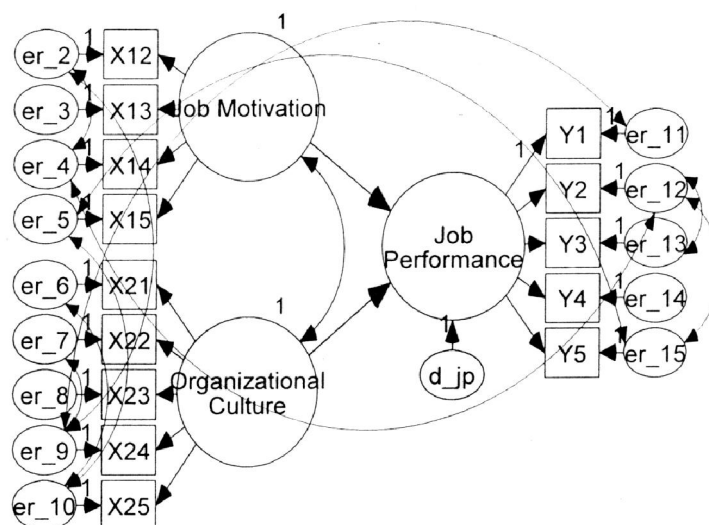 1
er_2 1 X12
er_3 1 X13
Job Motivation
er_4 1 X14
er_5 1 X15
er_6 1 X21
er_7 1 X22
er_8 1 X23
er_9 1 X24
er_10 1 X25
1
Organizational
Culture
Job
Performance
1
d_jp
1
Y1 1 er_11
Y2 1 er_12
Y3 1 er_13
Y4 1 er_14
Y5 1 er_15